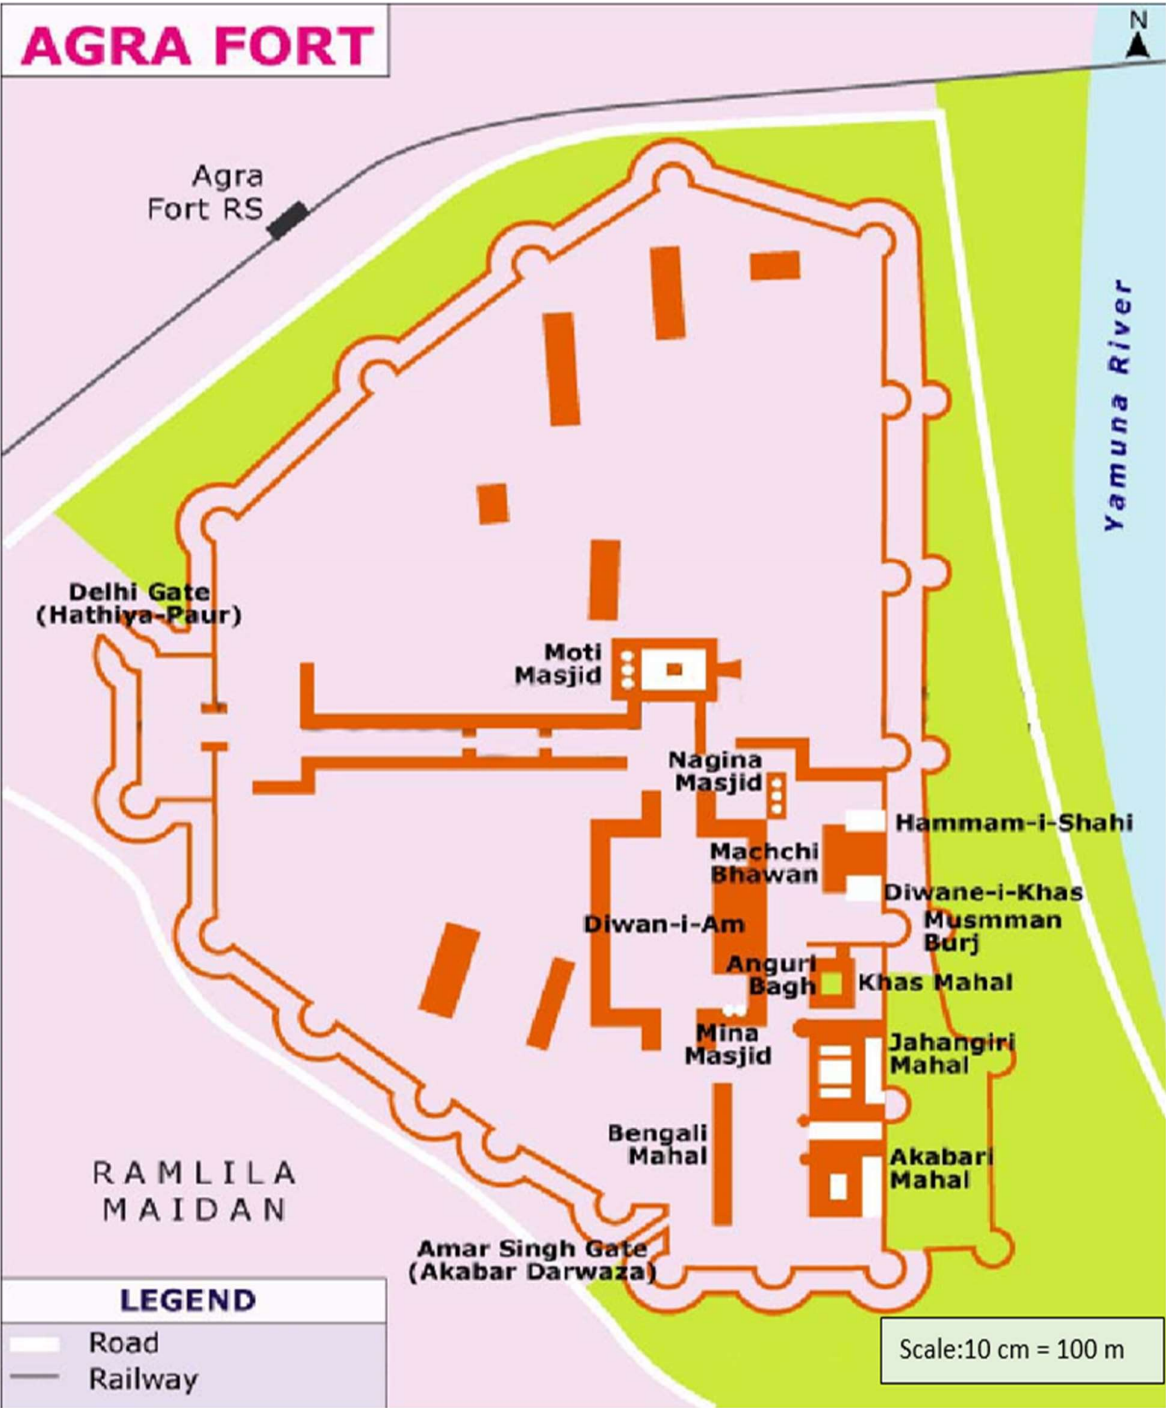 AGRA FORT
N
Agra
Fort RS
Yamuna River
Delhi Gate
(Hathiya-Paur)
Moti
Masjid
Nagina
Masjid
Hammam-i-Shahi
Machchi
Bhawan
Diwane-i-Khas
Diwan-i-Am
Musmman
Burj
Anguri
Bagh
Khas Mahal
Mina
Masjid
Jahangiri
Mahal
Bengali
Mahal
Akabari
Mahal
RAMLILA
MAIDAN
Amar Singh Gate
(Akabar Darwaza)
LEGEND
Road
Railway
Scale:10 cm = 100 m